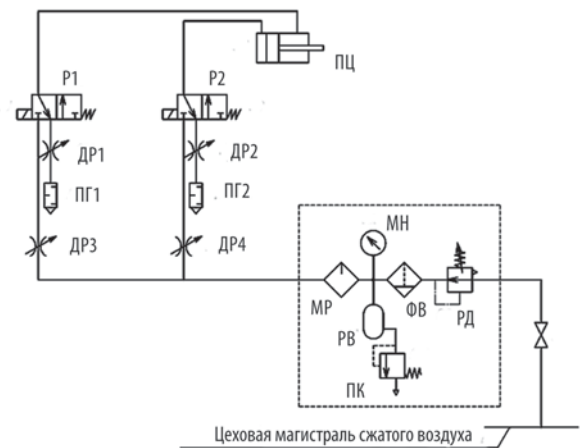 ПЦ
Р1
Р2
ДР1
ДР2
ПГ1
ПГ2
ДР3
ДР4
МН
МР
ФВ
РД
РВ
ПК
Цеховая магистраль сжатого воздуха